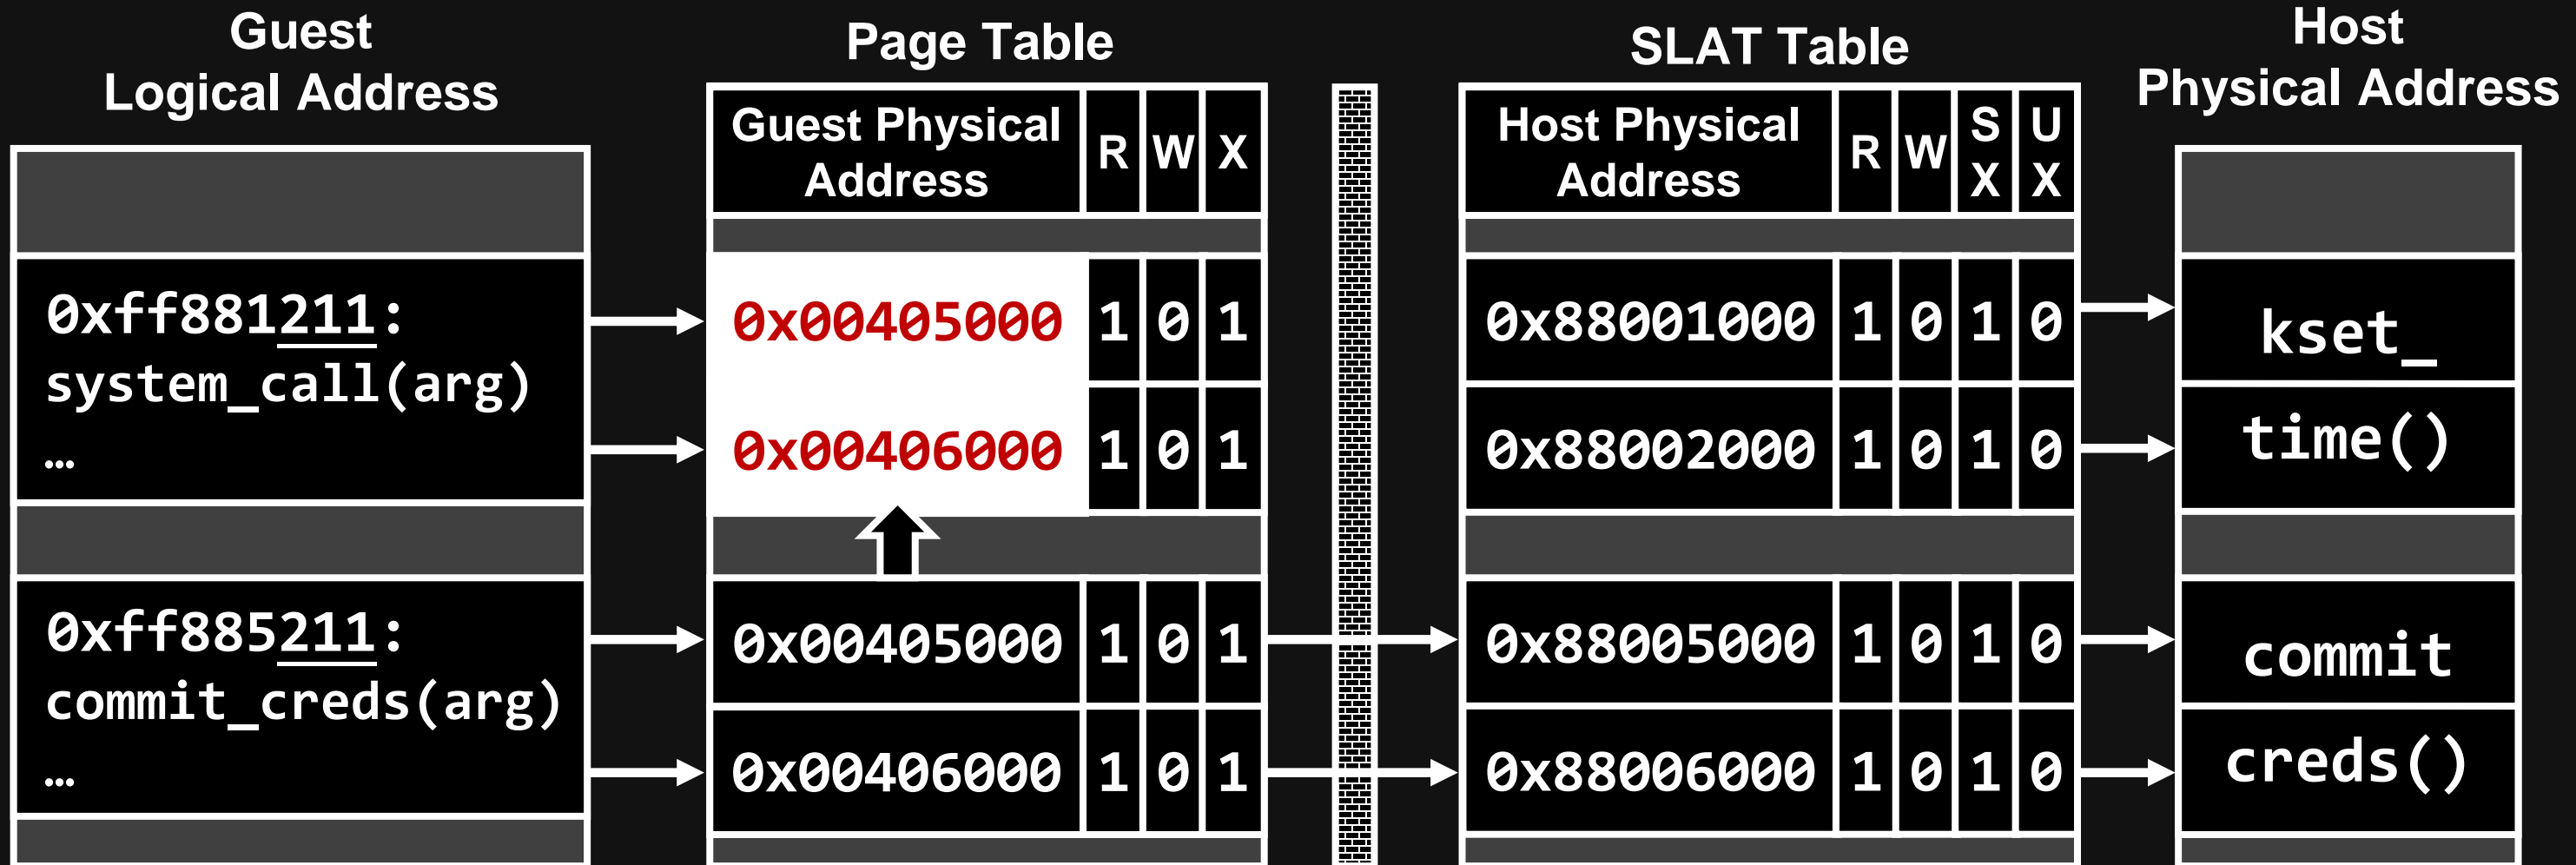 Guest
Logical Address
0xff881211:
system_call(arg)
…
0xff885211:
commit_creds(arg)
…
Page Table
Guest Physical Address R W X
0x00405000 1 0 1
0x00406000 1 0 1
0x00405000 1 0 1
0x00406000 1 0 1
SLAT Table
Host Physical Address R W SX UX
0x88001000 1 0 1 0
0x88002000 1 0 1 0
0x88005000 1 0 1 0
0x88006000 1 0 1 0
Host
Physical Address
kset_
time()
commit
creds()